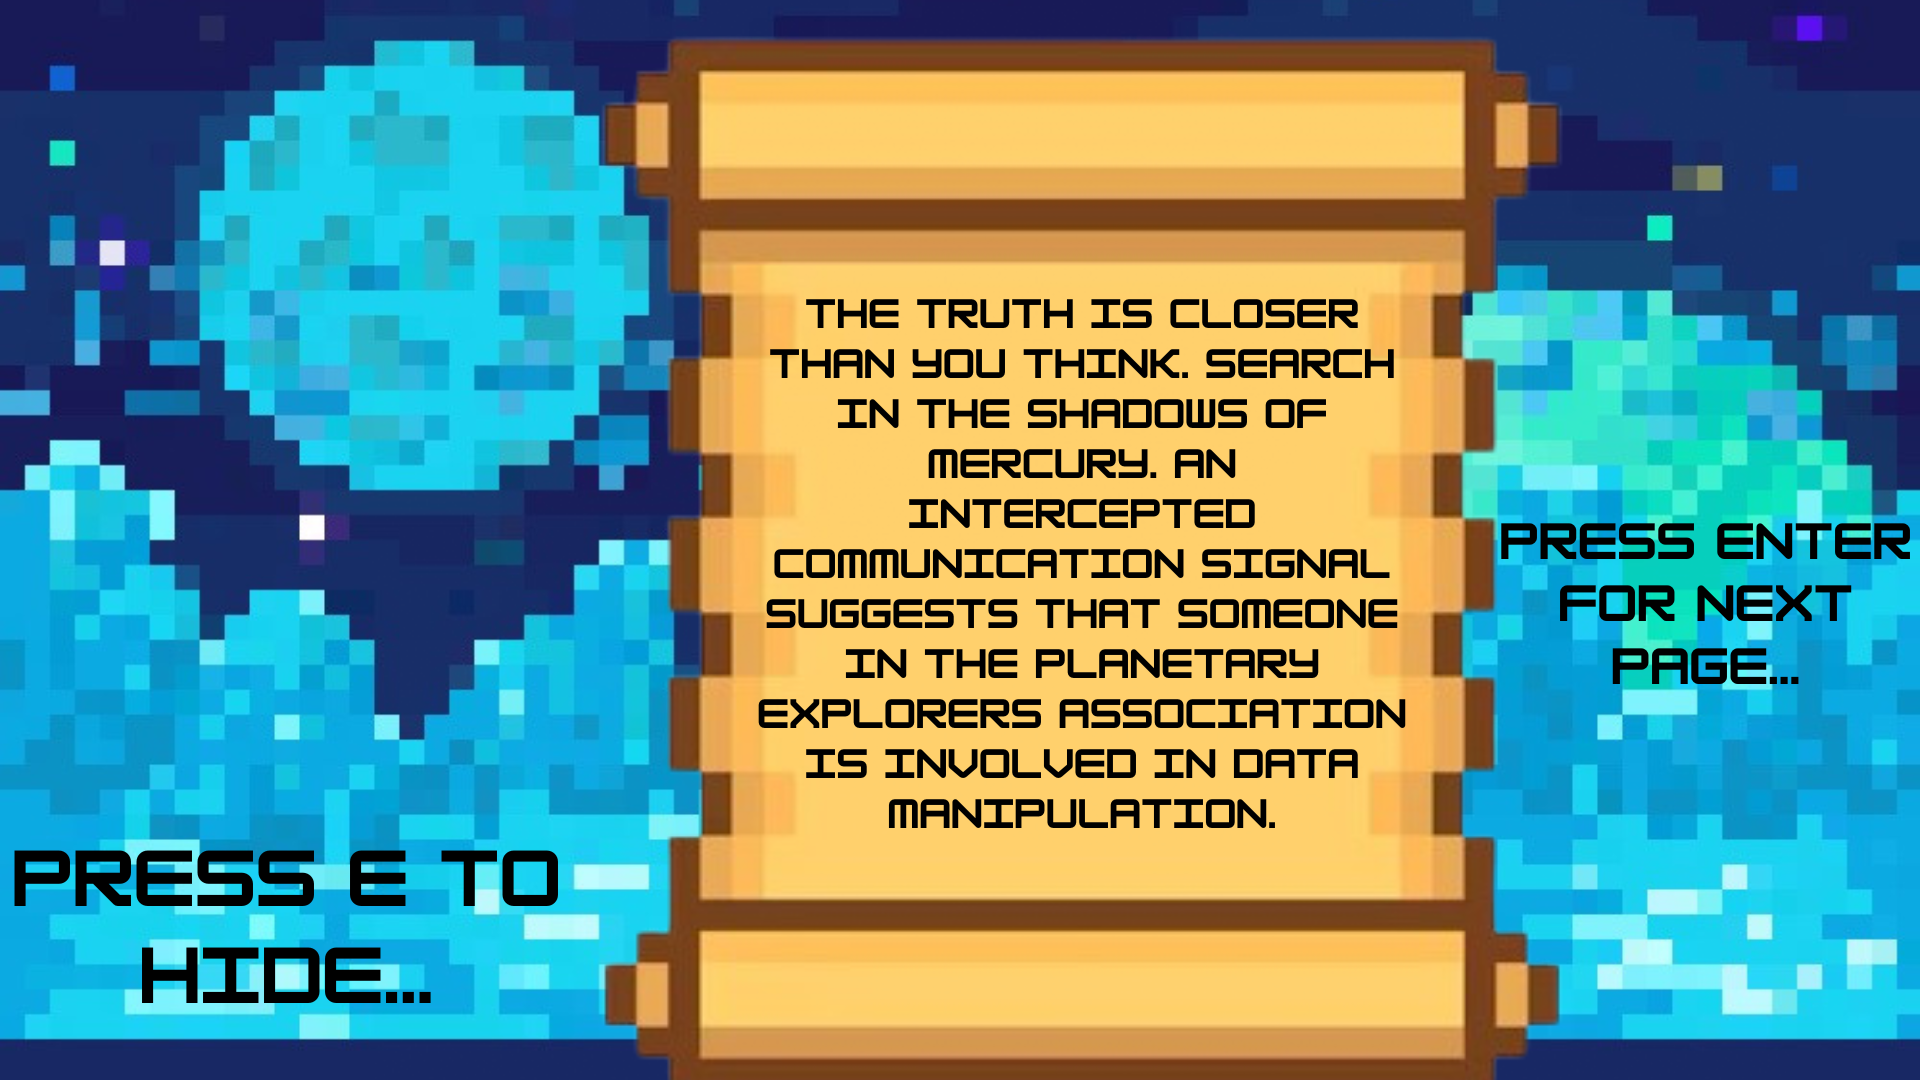 THE TRUTH IS CLOSER
THAN YOU THINK. SEARCH
IN THE SHADOWS OF
MERCURY. AN
INTERCEPTED
COMMUNICATION SIGNAL
SUGGESTS THAT SOMEONE
IN THE PLANETARY
EXPLORERS ASSOCIATION
IS INVOLVED IN DATA
MANIPULATION.
PRESS ENTER
FOR NEXT
PAGE...
PRESS E TO
HIDE...